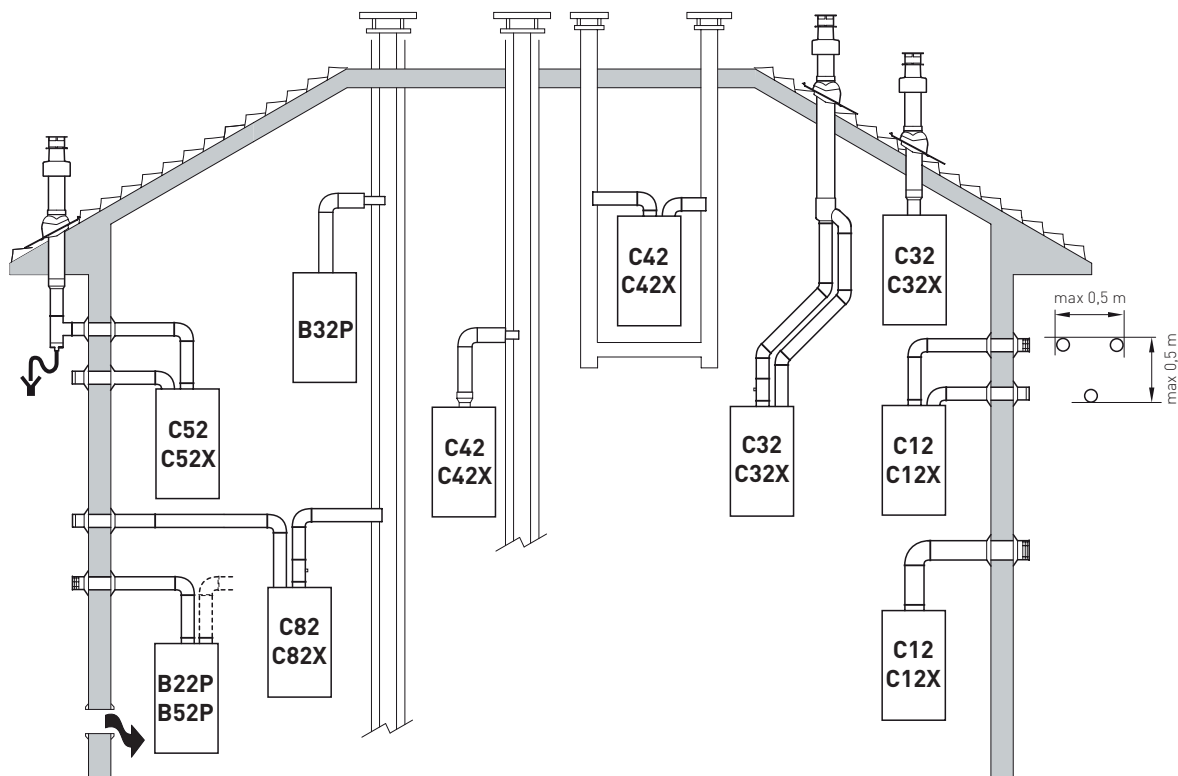 C42
C42X
C32
C32X
max 0,5 m
B32P
max 0,5 m
C52
C52X
C42
C42X
C32
C32X
C12
C12X
C82
C82X
C12
C12X
B22P
B52P